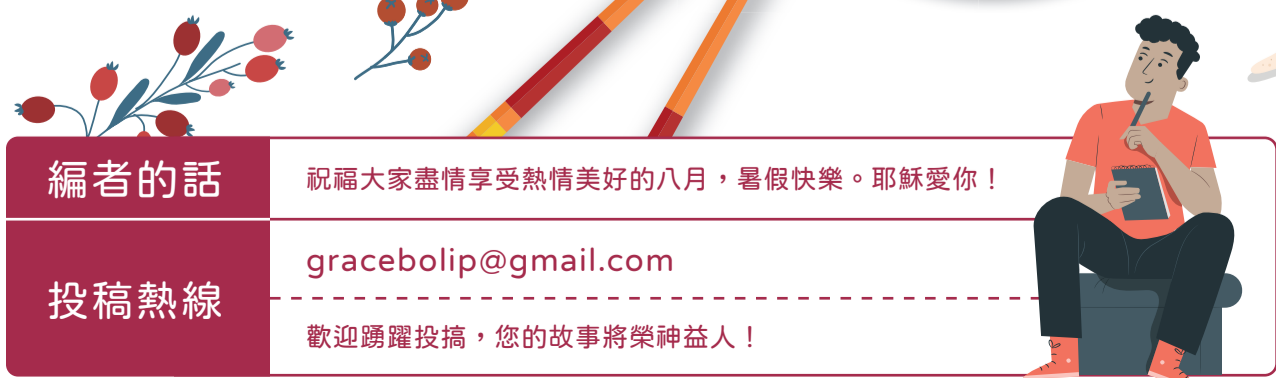 編者的話
祝福大家盡情享受熱情美好的八月，暑假快樂。耶穌愛你！
投稿熱線
gracebolip@gmail.com
歡迎踴躍投搞，您的故事將榮神益人！